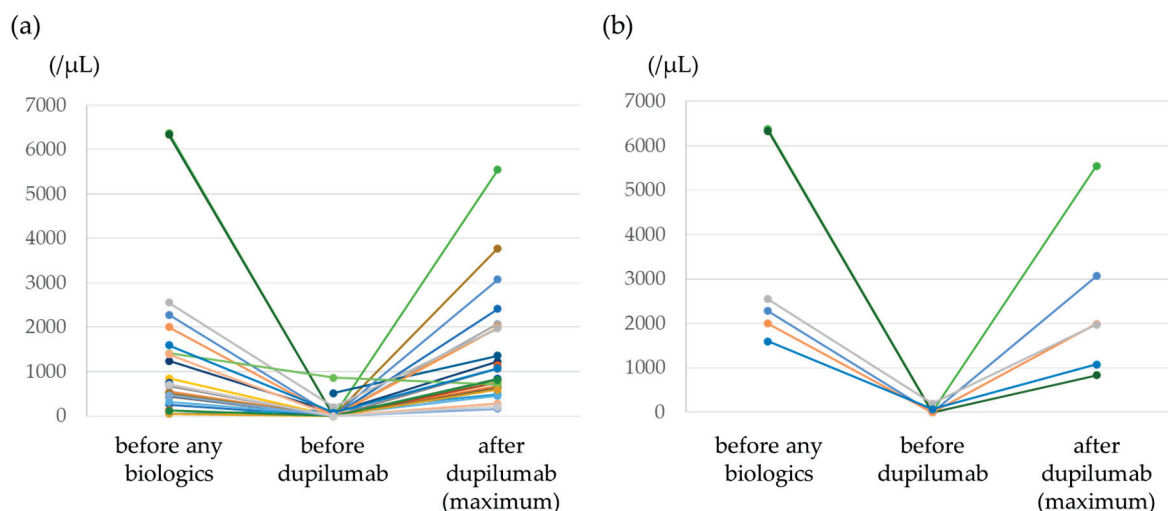 (a)
(/μL)
7000
6000
5000
4000
3000
2000
1000
0
before any
biologics
before
dupilumab
after
dupilumab
(maximum)
(b)
(/μL)
7000
6000
5000
4000
3000
2000
1000
0
before any
biologics
before
dupilumab
after
dupilumab
(maximum)